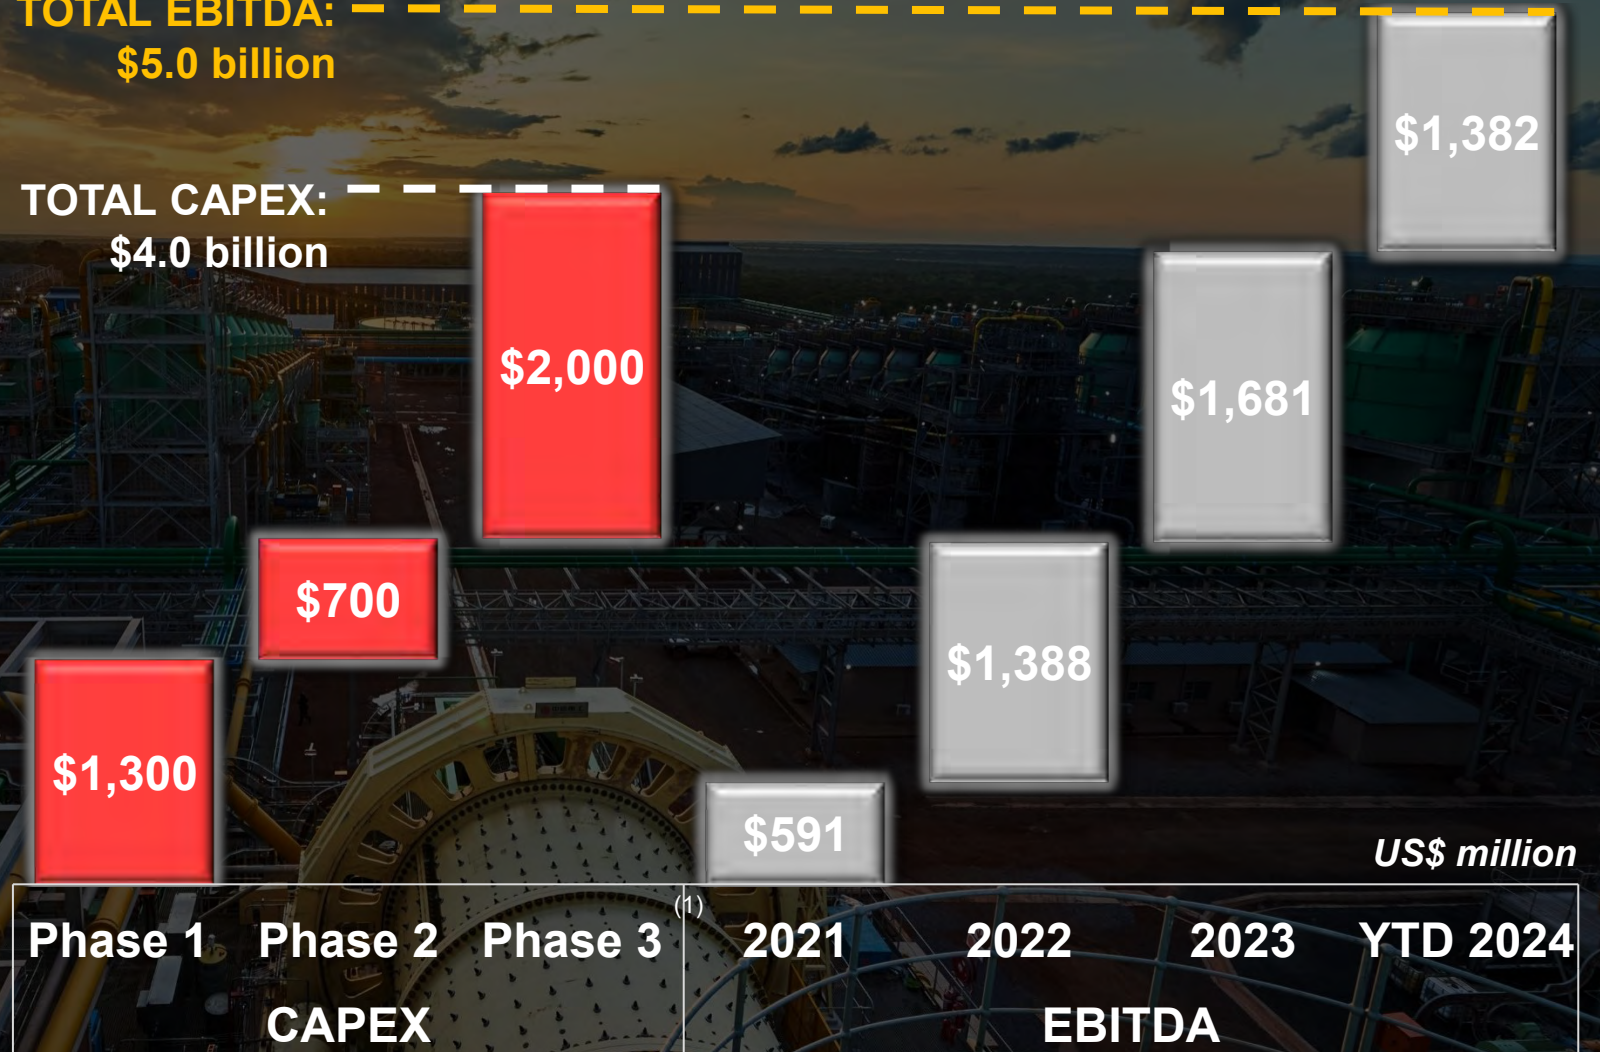 TOTAL EBITDA:
$5.0 billion
$1,382
TOTAL CAPEX:
$4.0 billion
$2,000
$1,681
$700
$1,388
$1,300
$591
US$ million
Phase 1 Phase 2 Phase 3 (1) 2021 2022 2023 YTD 2024
CAPEX EBITDA